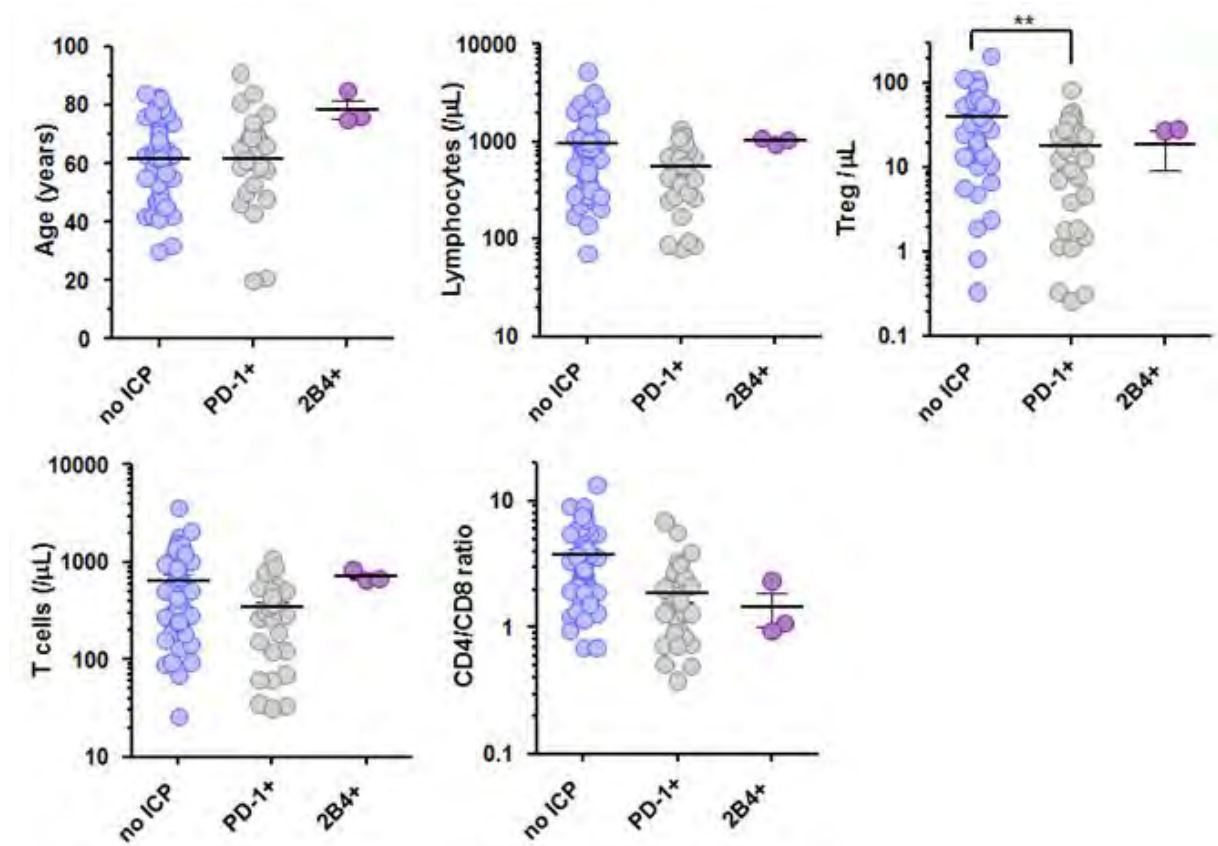 Age (years)
100
80
60
40
20
0
no ICP
PD-1+
2B4+
Lymphocytes (/µL)
10000
1000
100
10
no ICP
PD-1+
2B4+
**
Treg /µL
100
10
1
0.1
no ICP
PD-1+
2B4+
T cells (/µL)
10000
1000
100
10
no ICP
PD-1+
2B4+
CD4/CD8 ratio
10
1
0.1
no ICP
PD-1+
2B4+